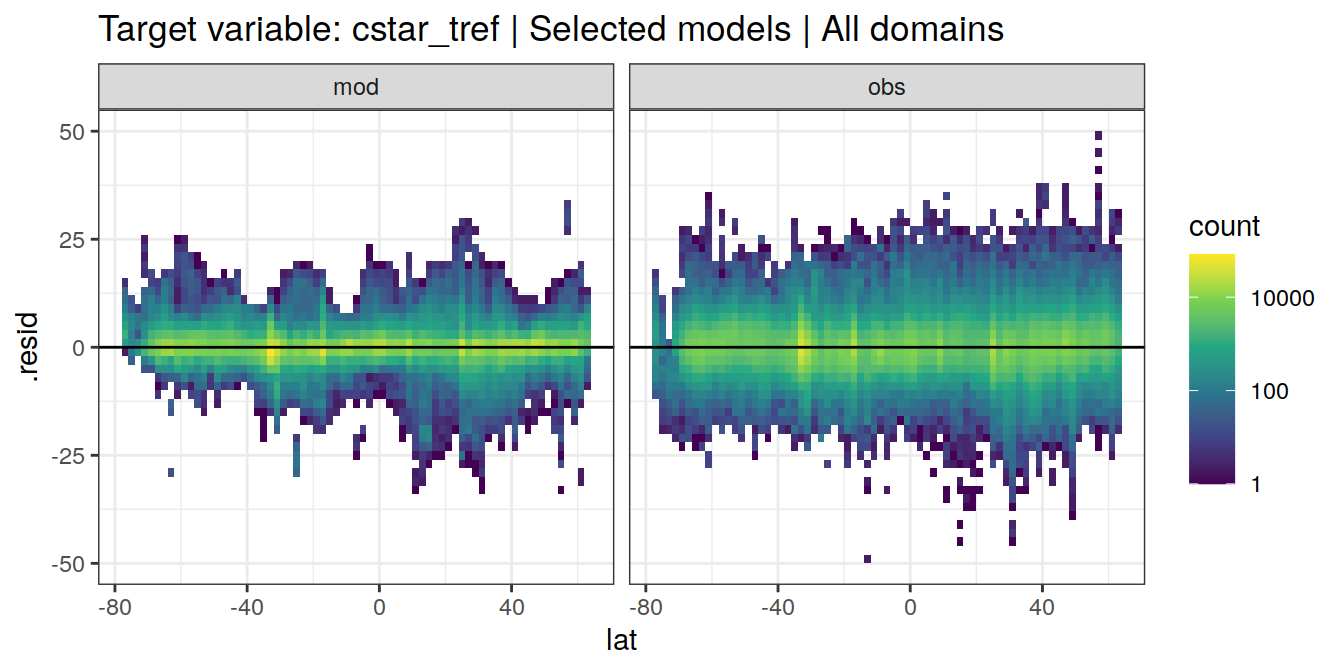 Target variable: cstar_tref | Selected models | All domains
mod
obs
.resid
50
25
0
-25
-50
-80
-40
0
40
-80
-40
0
40
lat
count
10000
100
1